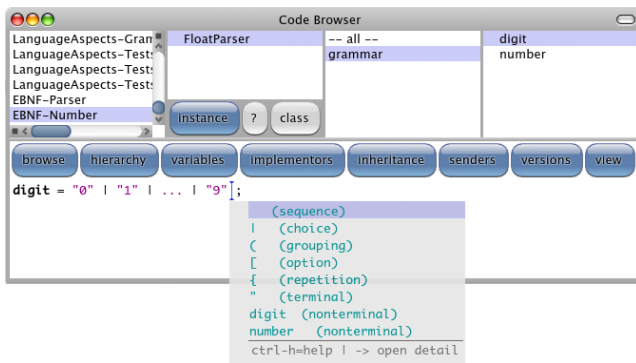 Code Browser
LanguageAspects-Gram
LanguageAspects-Tests
LanguageAspects-Tests
LanguageAspects-Tests
EBNF-Parser
EBNF-Number
FloatParser
instance ? class
-- all --
grammar
digit
number
browse hierarchy variables implementors inheritance senders versions view
digit = "0" | "1" | ... | "9" ;
(sequence)
| (choice)
( (grouping)
[ (option)
{ (repetition)
" (terminal)
digit (nonterminal)
number (nonterminal)
ctrl-h=help | -> open detail